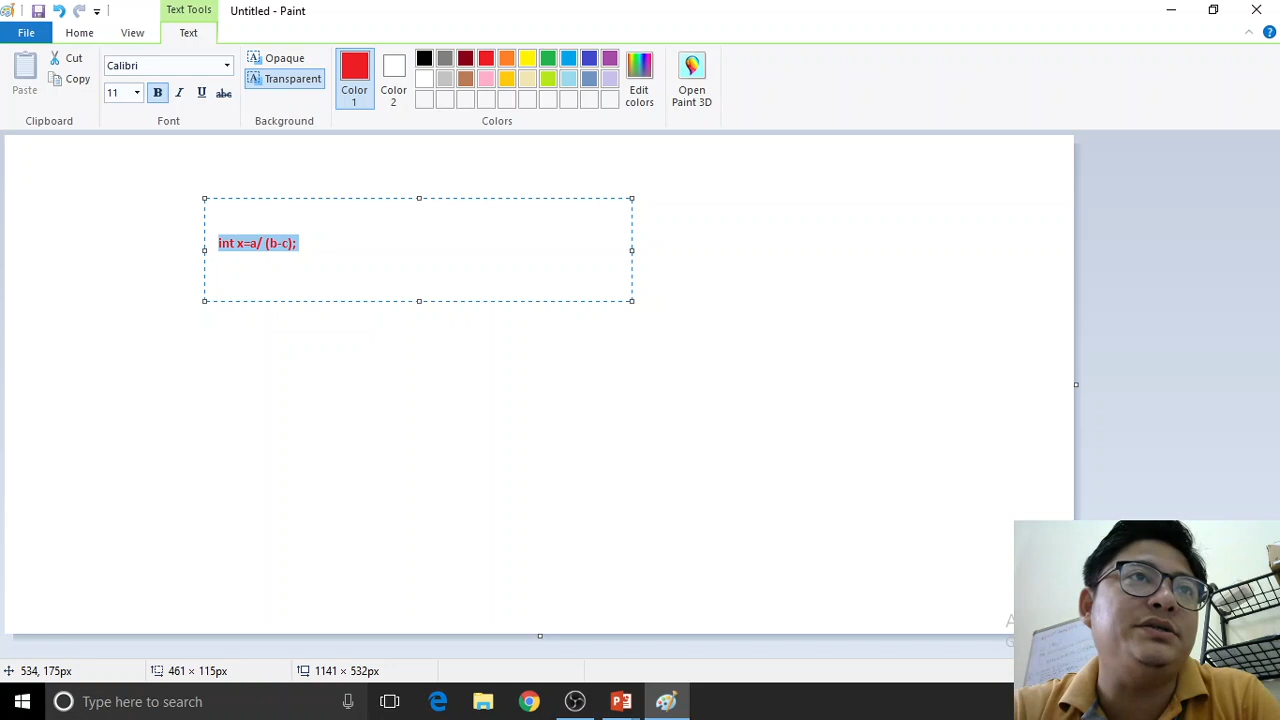 Text Tools
Untitled - Paint
File
Home
View
Text
Paste
Cut
Copy
Clipboard
Calibri
11
B
I
U
abc
Font
Opaque
Transparent
Background
Color
1
Color
2
Edit
colors
Colors
Open
Paint 3D
int x=a/ (b-c);
534, 175px
461 × 115px
1141 × 532px
Type here to search